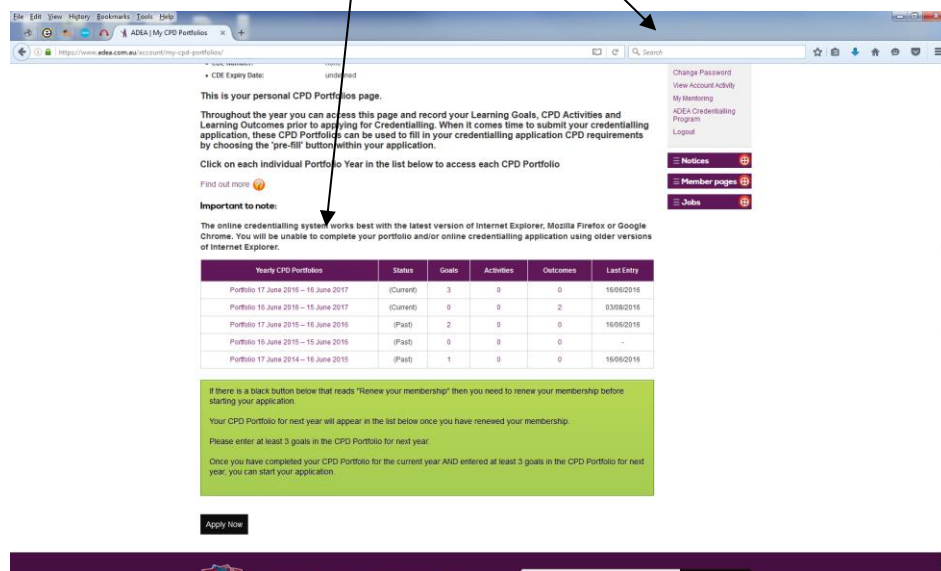 File Edit View History Bookmarks Tools Help
ADEA | My CPD Portfolios × +
https://www.adea.com.au/account/my-cpd-portfolios/
Search
• CDE Expiry Date: undefined
This is your personal CPD Portfolios page.
Throughout the year you can access this page and record your Learning Goals, CPD Activities and
Learning Outcomes prior to applying for Credentialling. When it comes time to submit your credentialling
application, these CPD Portfolios can be used to fill in your credentialling application CPD requirements
by choosing the 'pre-fill' button within your application.
Click on each individual Portfolio Year in the list below to access each CPD Portfolio
Find out more
Important to note:
The online credentialling system works best with the latest version of Internet Explorer, Mozilla Firefox or Google
Chrome. You will be unable to complete your portfolio and/or online credentialling application using older versions
of Internet Explorer.
Yearly CPD Portfolios Status Goals Activities Outcomes Last Entry
Portfolio 17 June 2016 – 16 June 2017 (Current) 3 0 0 16/06/2016
Portfolio 16 June 2016 – 15 June 2017 (Current) 0 0 2 03/08/2016
Portfolio 17 June 2015 – 16 June 2016 (Past) 2 0 0 16/06/2016
Portfolio 16 June 2015 – 15 June 2016 (Past) 0 0 0 -
Portfolio 17 June 2014 – 16 June 2015 (Past) 1 0 0 16/06/2016
If there is a black button below that reads "Renew your membership" then you need to renew your membership before
starting your application.
Your CPD Portfolio for next year will appear in the list below once you have renewed your membership.
Please enter at least 3 goals in the CPD Portfolio for next year.
Once you have completed your CPD Portfolio for the current year AND entered at least 3 goals in the CPD Portfolio for next
year, you can start your application.
Apply Now
Change Password
View Account Activity
My Mentoring
ADEA Credentialling
Program
Logout
Notices
Member pages
Jobs